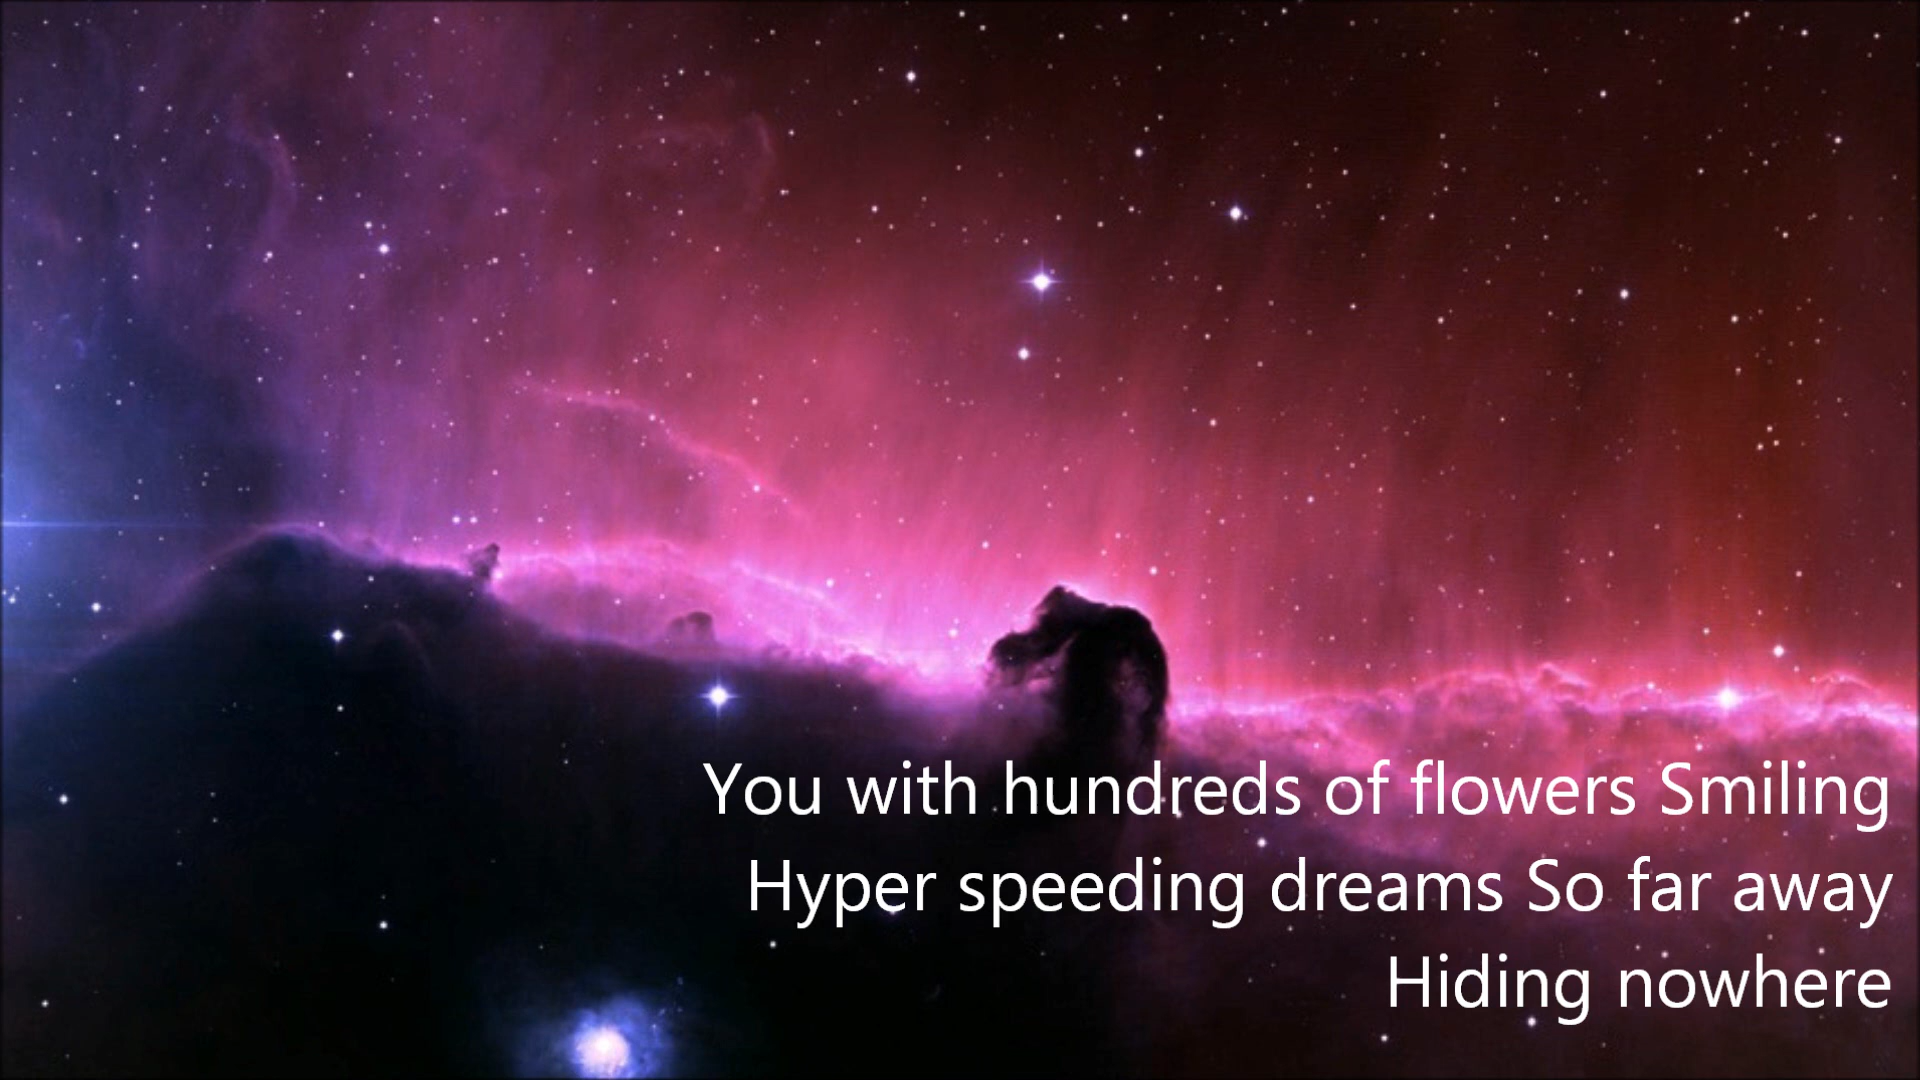 You with hundreds of flowers Smiling
Hyper speeding dreams So far away
Hiding nowhere